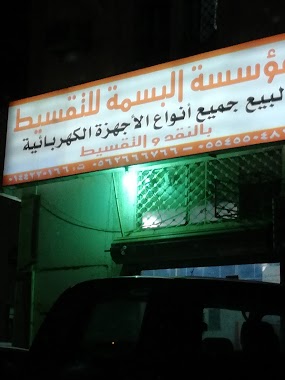 مؤسسة البسمة للتقسيط
لبيع جميع أنواع الأجهزة الكهربائية
بالنقد و التقسيط